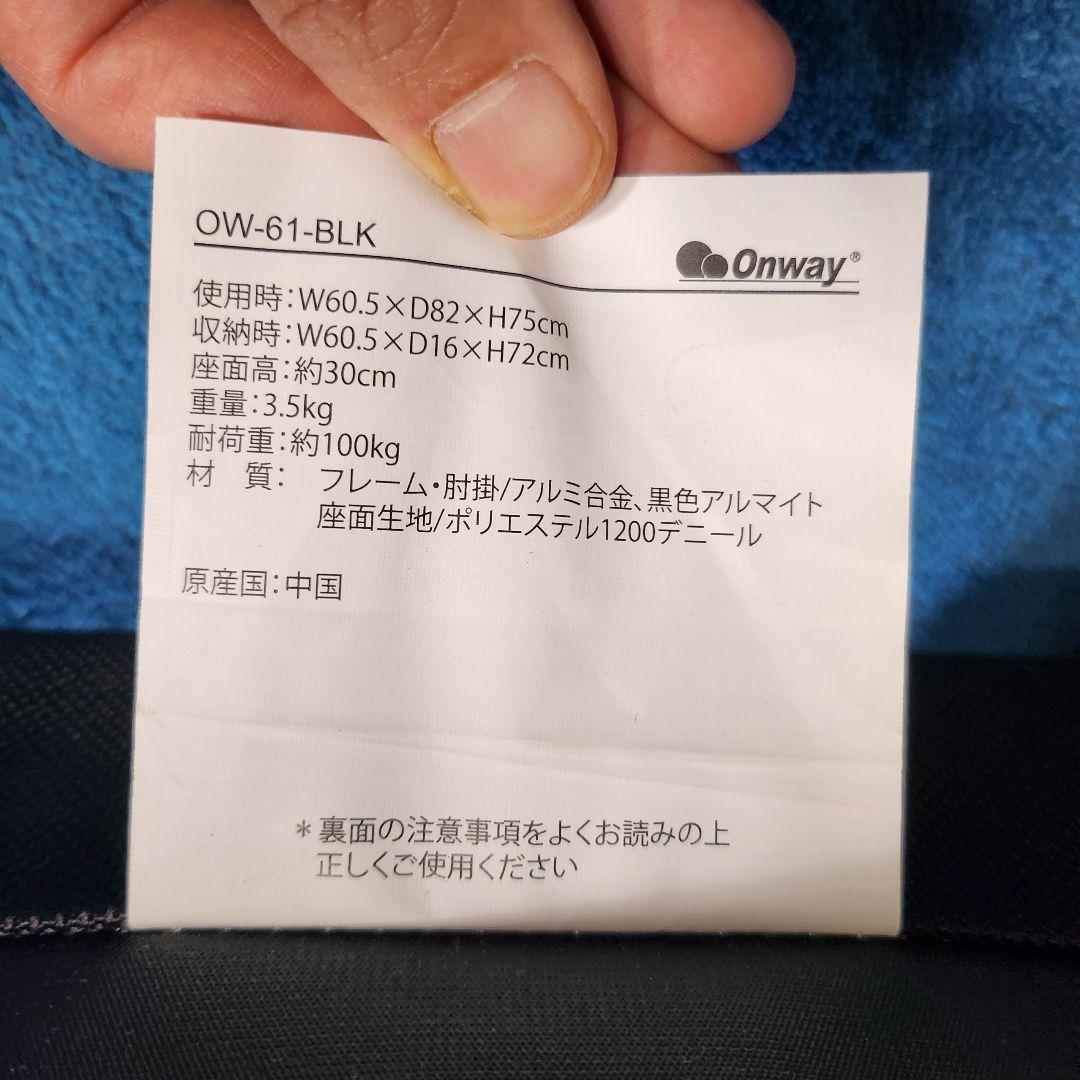 OW-61-BLK
Onway®
使用時：W60.5×D82×H75cm
収納時：W60.5×D16×H72cm
座面高：約30cm
重量：3.5kg
耐荷重：約100kg
材　質：　フレーム・肘掛/アルミ合金、黒色アルマイト
座面生地/ポリエステル1200デニール
原産国：中国
＊裏面の注意事項をよくお読みの上
正しくご使用ください